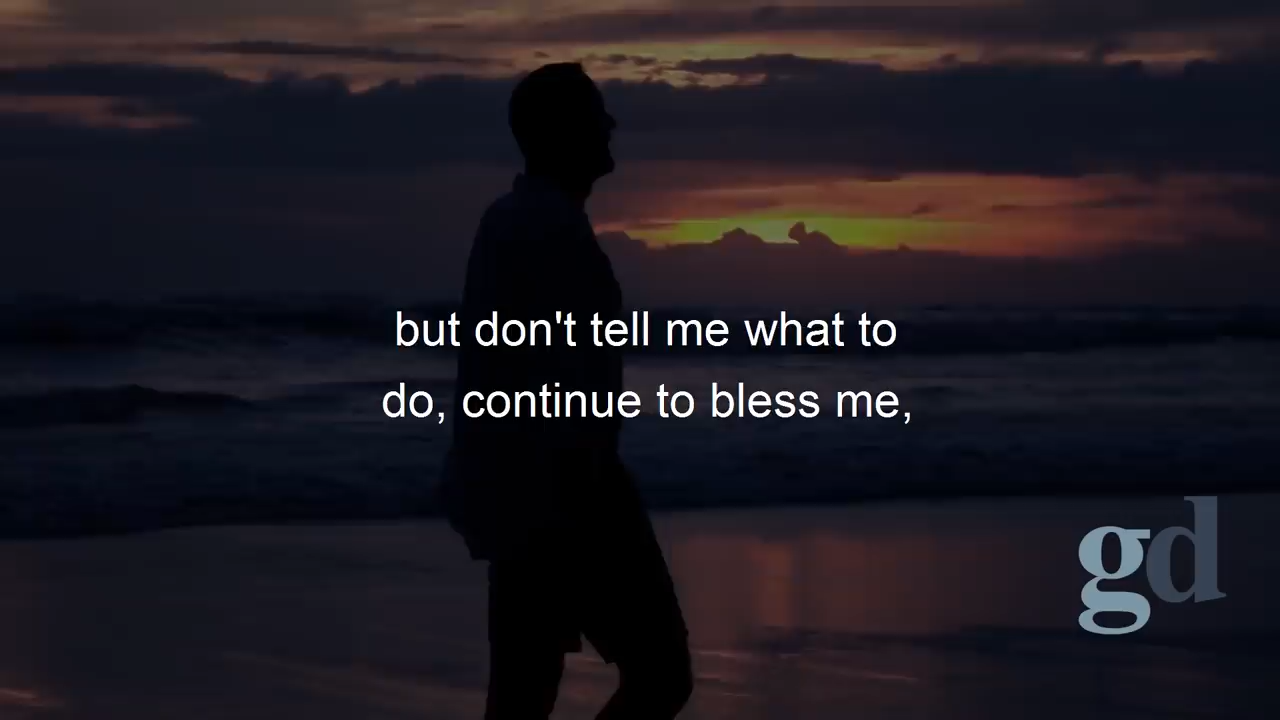 but don't tell me what to
do, continue to bless me,
gd